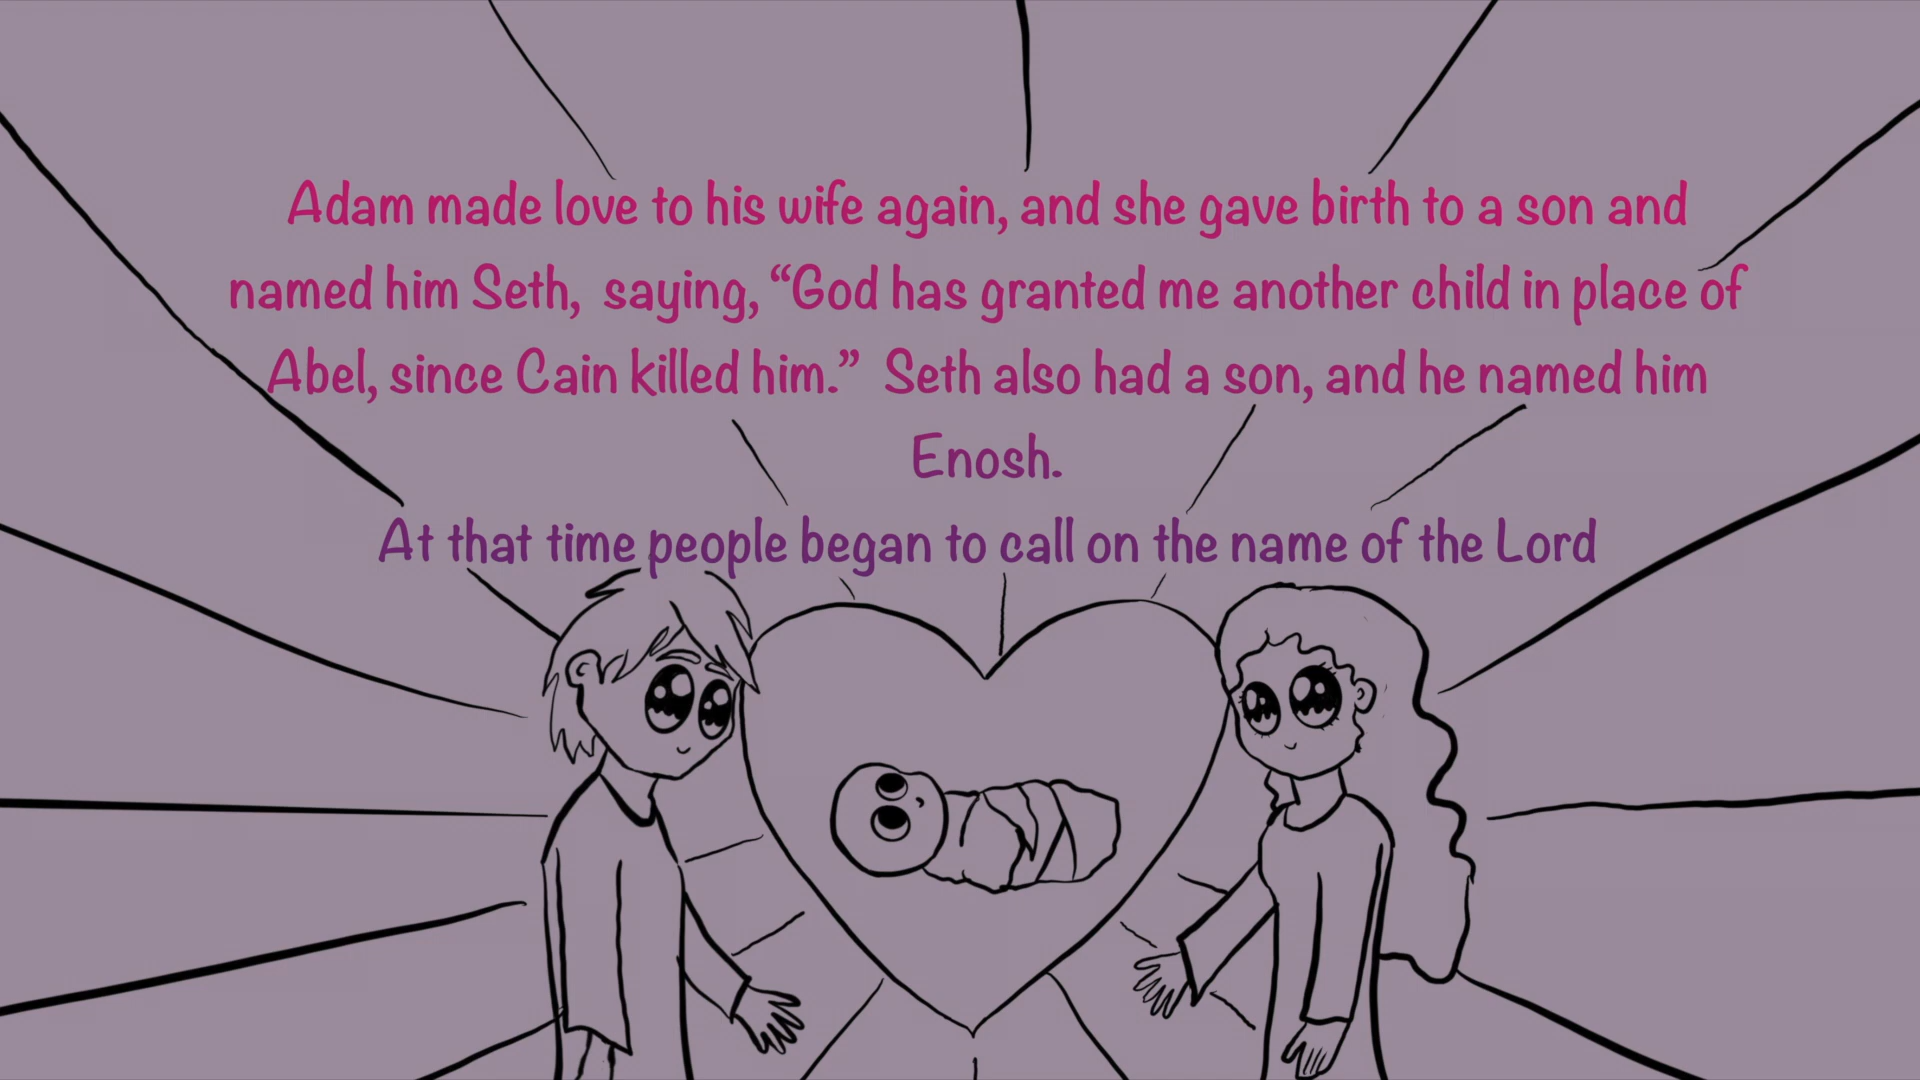 Adam made love to his wife again, and she gave birth to a son and
named him Seth,  saying, “God has granted me another child in place of
Abel, since Cain killed him.”  Seth also had a son, and he named him
Enosh.
At that time people began to call on the name of the Lord